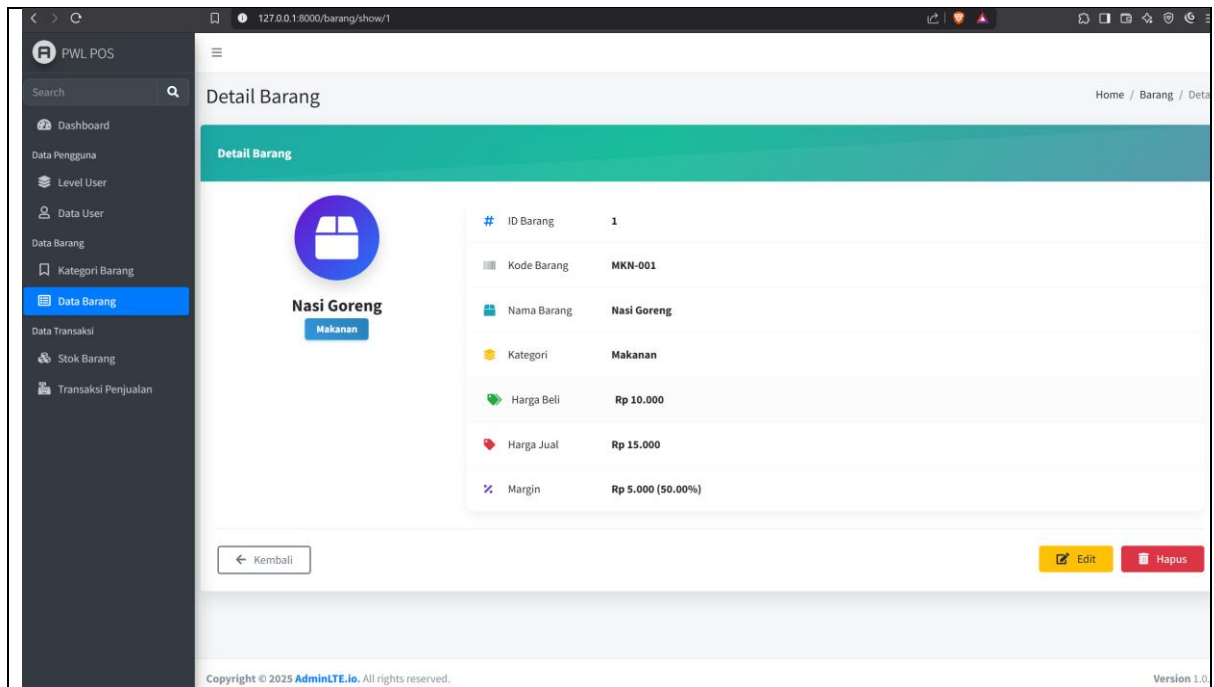 127.0.0.1:8000/barang/show/1
PWL POS
Search
Detail Barang
Home / Barang / Deta
Dashboard
Data Pengguna
Level User
Data User
Data Barang
Kategori Barang
Data Barang
Data Transaksi
Stok Barang
Transaksi Penjualan
Detail Barang
Nasi Goreng
Makanan
# ID Barang 1
Kode Barang MKN-001
Nama Barang Nasi Goreng
Kategori Makanan
Harga Beli Rp 10.000
Harga Jual Rp 15.000
Margin Rp 5.000 (50.00%)
Kembali
Edit
Hapus
Copyright © 2025 AdminLTE.io. All rights reserved.
Version 1.0.